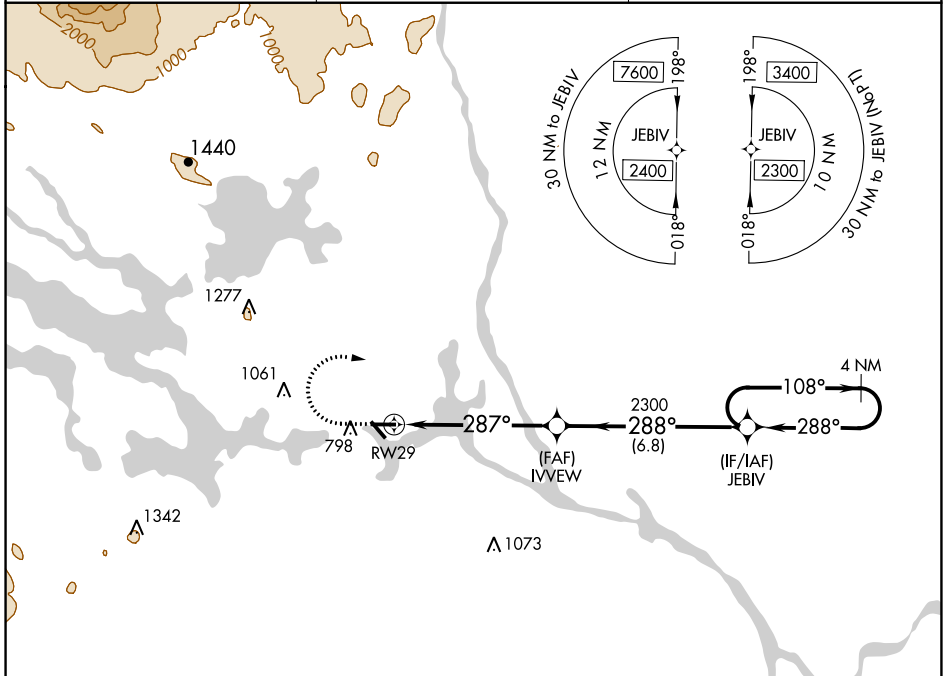 2000
1000
1000
1440
1277
1061
798
RW29
1342
1073
30 NM to JEBIV
7600
198°
12 NM
JEBIV
2400
018°
198°
3400
JEBIV
2300
10 NM
018°
30 NM to JEBIV (NoPT)
287°
(FAF)
IVVEW
2300
288°
(6.8)
(IF/IAF)
JEBIV
108°
4 NM
288°